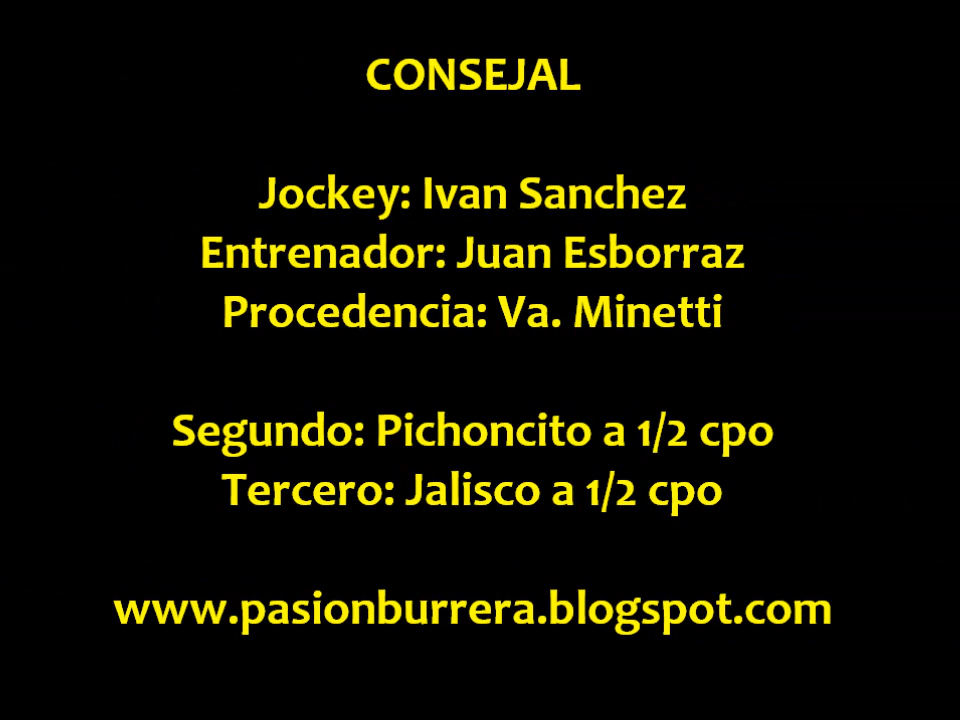 CONSEJAL
Jockey: Ivan Sanchez
Entrenador: Juan Esborraz
Procedencia: Va. Minetti
Segundo: Pichoncito a 1/2 cpo
Tercero: Jalisco a 1/2 cpo
www.pasionburrera.blogspot.com